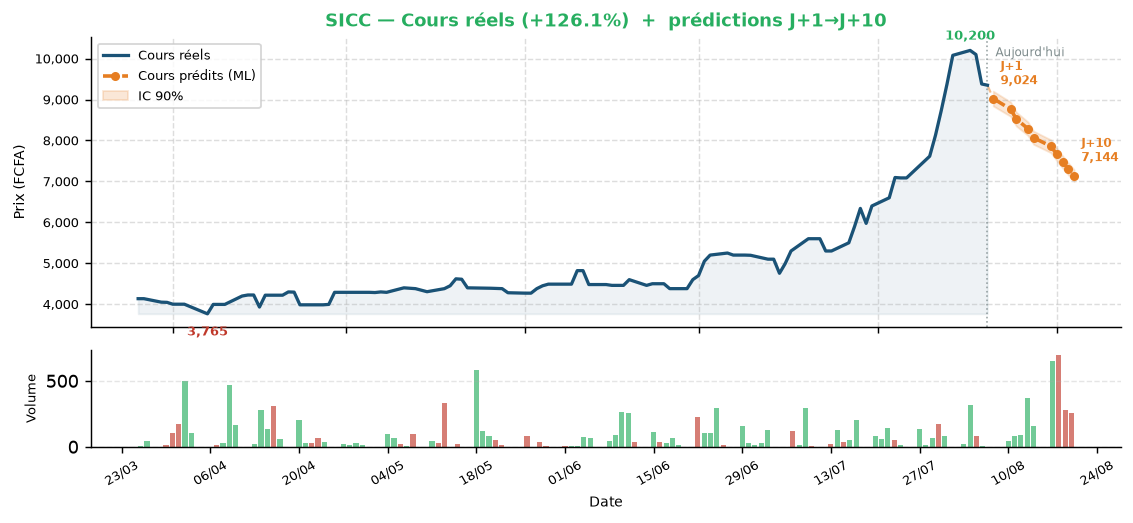 SICC — Cours réels (+126.1%)  +  prédictions J+1→J+10
Cours réels
Cours prédits (ML)
IC 90%
10,200
Aujourd'hui
J+1
9,024
J+10
7,144
3,765
Prix (FCFA)
10,000
9,000
8,000
7,000
6,000
5,000
4,000
Volume
500
0
23/03
06/04
20/04
04/05
18/05
01/06
15/06
29/06
13/07
27/07
10/08
24/08
Date